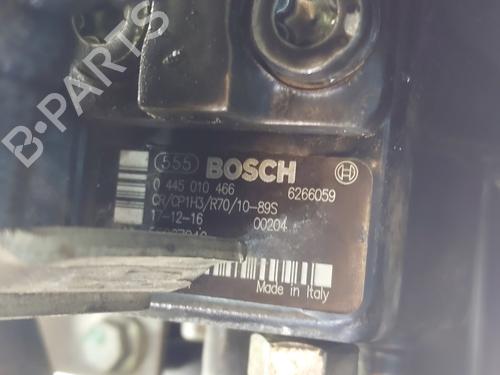 B-PARTS
555 BOSCH
0 445 010 466 6266059
CR/CP1H3/R70/10-89S
17-12-16 00204
Made in Italy